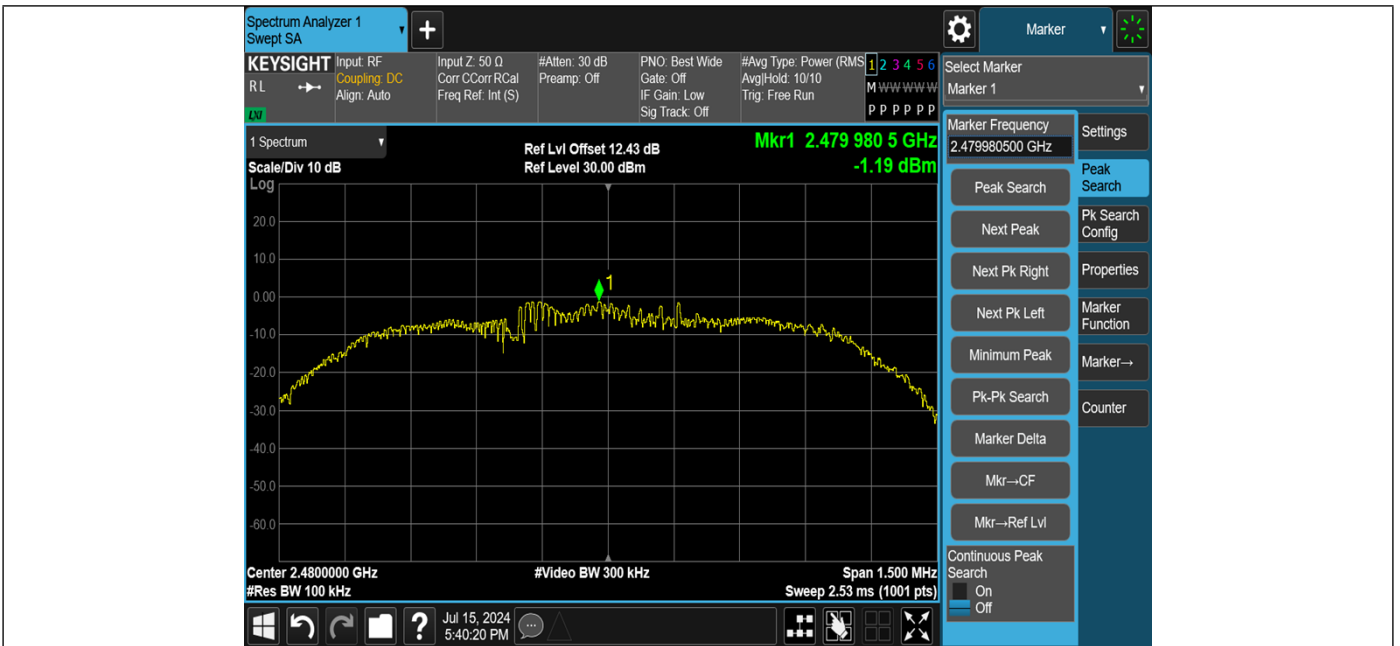 Spectrum Analyzer 1
Swept SA
+
Marker
KEYSIGHT
R L
LXI
Input: RF
Coupling: DC
Align: Auto
Input Z: 50 Ω
Corr CCorr RCal
Freq Ref: Int (S)
#Atten: 30 dB
Preamp: Off
PNO: Best Wide
Gate: Off
IF Gain: Low
Sig Track: Off
#Avg Type: Power (RMS
Avg|Hold: 10/10
Trig: Free Run
1 2 3 4 5 6
M W W W W W
P P P P P P
Select Marker
Marker 1
1 Spectrum
Scale/Div 10 dB
Ref Lvl Offset 12.43 dB
Ref Level 30.00 dBm
Mkr1 2.479 980 5 GHz
-1.19 dBm
Log
20.0
10.0
0.00
-10.0
-20.0
-30.0
-40.0
-50.0
-60.0
1
Center 2.4800000 GHz
#Res BW 100 kHz
#Video BW 300 kHz
Span 1.500 MHz
Sweep 2.53 ms (1001 pts)
Marker Frequency
2.479980500 GHz
Peak Search
Next Peak
Next Pk Right
Next Pk Left
Minimum Peak
Pk-Pk Search
Marker Delta
Mkr→CF
Mkr→Ref Lvl
Continuous Peak
Search
On
Off
Settings
Peak
Search
Pk Search
Config
Properties
Marker
Function
Marker→
Counter
?
Jul 15, 2024
5:40:20 PM